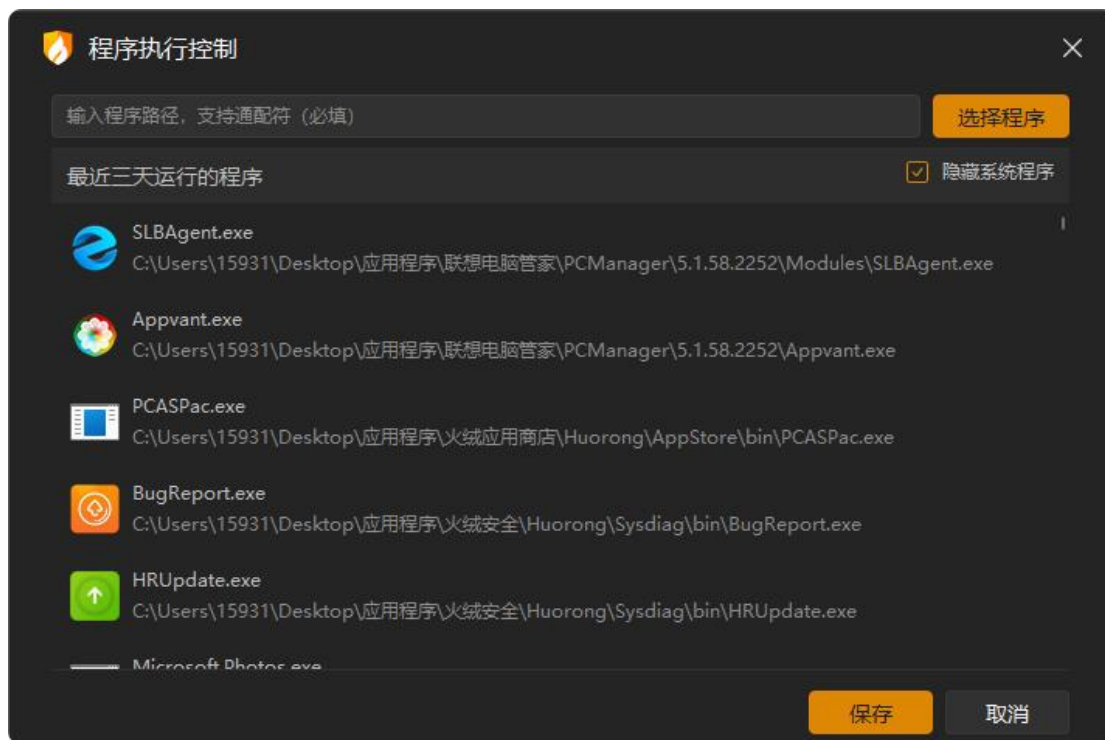 程序执行控制
输入程序路径，支持通配符（必填）
选择程序
最近三天运行的程序
隐藏系统程序
SLBAgent.exe
C:\Users\15931\Desktop\应用程序\联想电脑管家\PCManager\5.1.58.2252\Modules\SLBAgent.exe
Appvant.exe
C:\Users\15931\Desktop\应用程序\联想电脑管家\PCManager\5.1.58.2252\Appvant.exe
PCASPac.exe
C:\Users\15931\Desktop\应用程序\火绒应用商店\Huorong\AppStore\bin\PCASPac.exe
BugReport.exe
C:\Users\15931\Desktop\应用程序\火绒安全\Huorong\Sysdiag\bin\BugReport.exe
HRUpdate.exe
C:\Users\15931\Desktop\应用程序\火绒安全\Huorong\Sysdiag\bin\HRUpdate.exe
Microsoft.Photos.exe
保存
取消